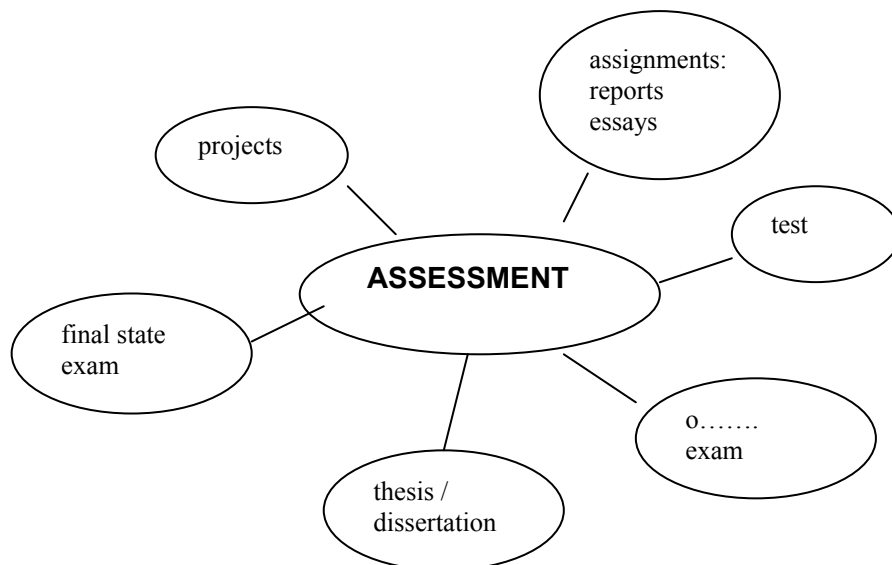 assignments:
reports
essays
projects
test
ASSESSMENT
final state
exam
o…….
exam
thesis /
dissertation